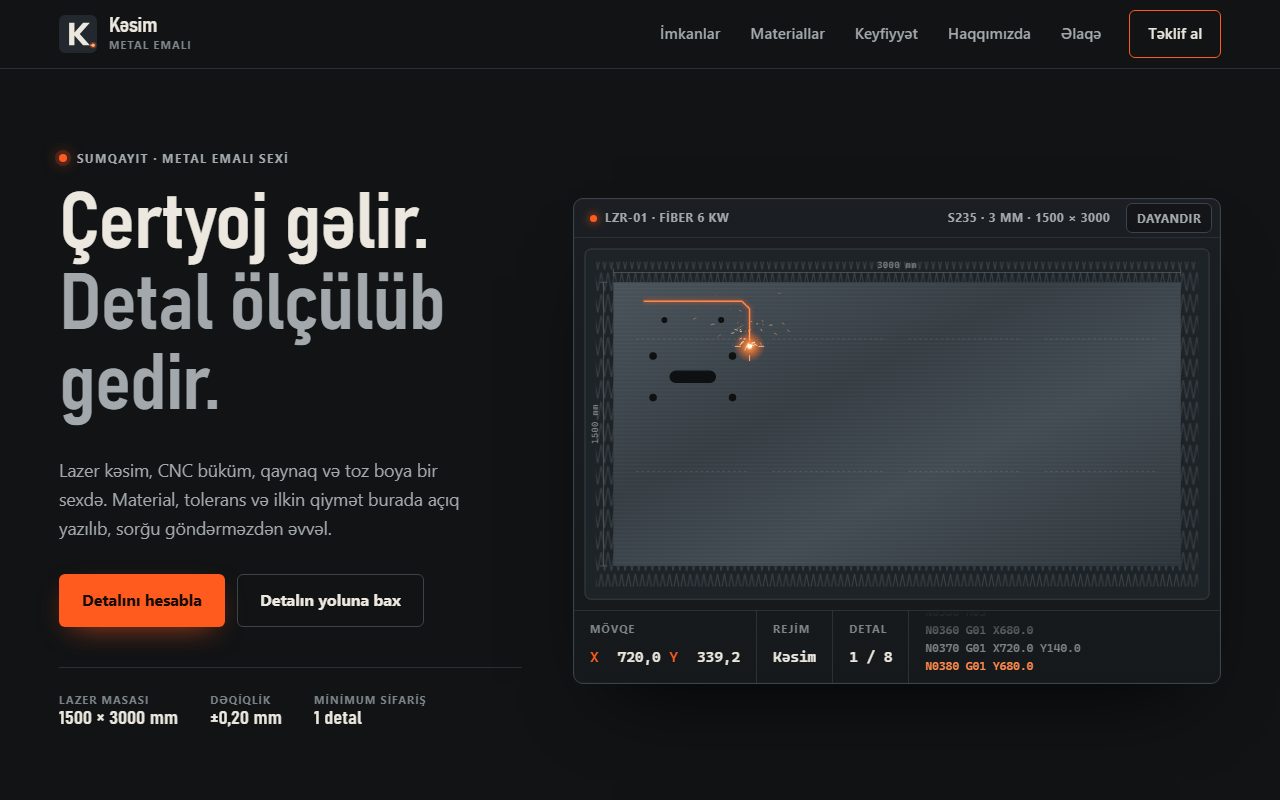 Kəsim
METAL EMALI
İmkanlar
Materiallar
Keyfiyyət
Haqqımızda
Əlaqə
Təklif al
SUMQAYIT · METAL EMALI SEXİ
Çertyoj gəlir.
Detal ölçülüb
gedir.
Lazer kəsim, CNC büküm, qaynaq və toz boya bir
sexdə. Material, tolerans və ilkin qiymət burada açıq
yazılıb, sorğu göndərməzdən əvvəl.
Detalını hesabla
Detalın yoluna bax
LAZER MASASI
1500 × 3000 mm
DƏQİQLİK
±0,20 mm
MİNİMUM SİFARİŞ
1 detal
LZR-01 · FİBER 6 KW
S235 · 3 MM · 1500 × 3000
DAYANDIR
3000 mm
1500 mm
MÖVQE
X 720,0 Y 339,2
REJİM
Kəsim
DETAL
1 / 8
N0360 G01 X680.0
N0370 G01 X720.0 Y140.0
N0380 G01 Y680.0